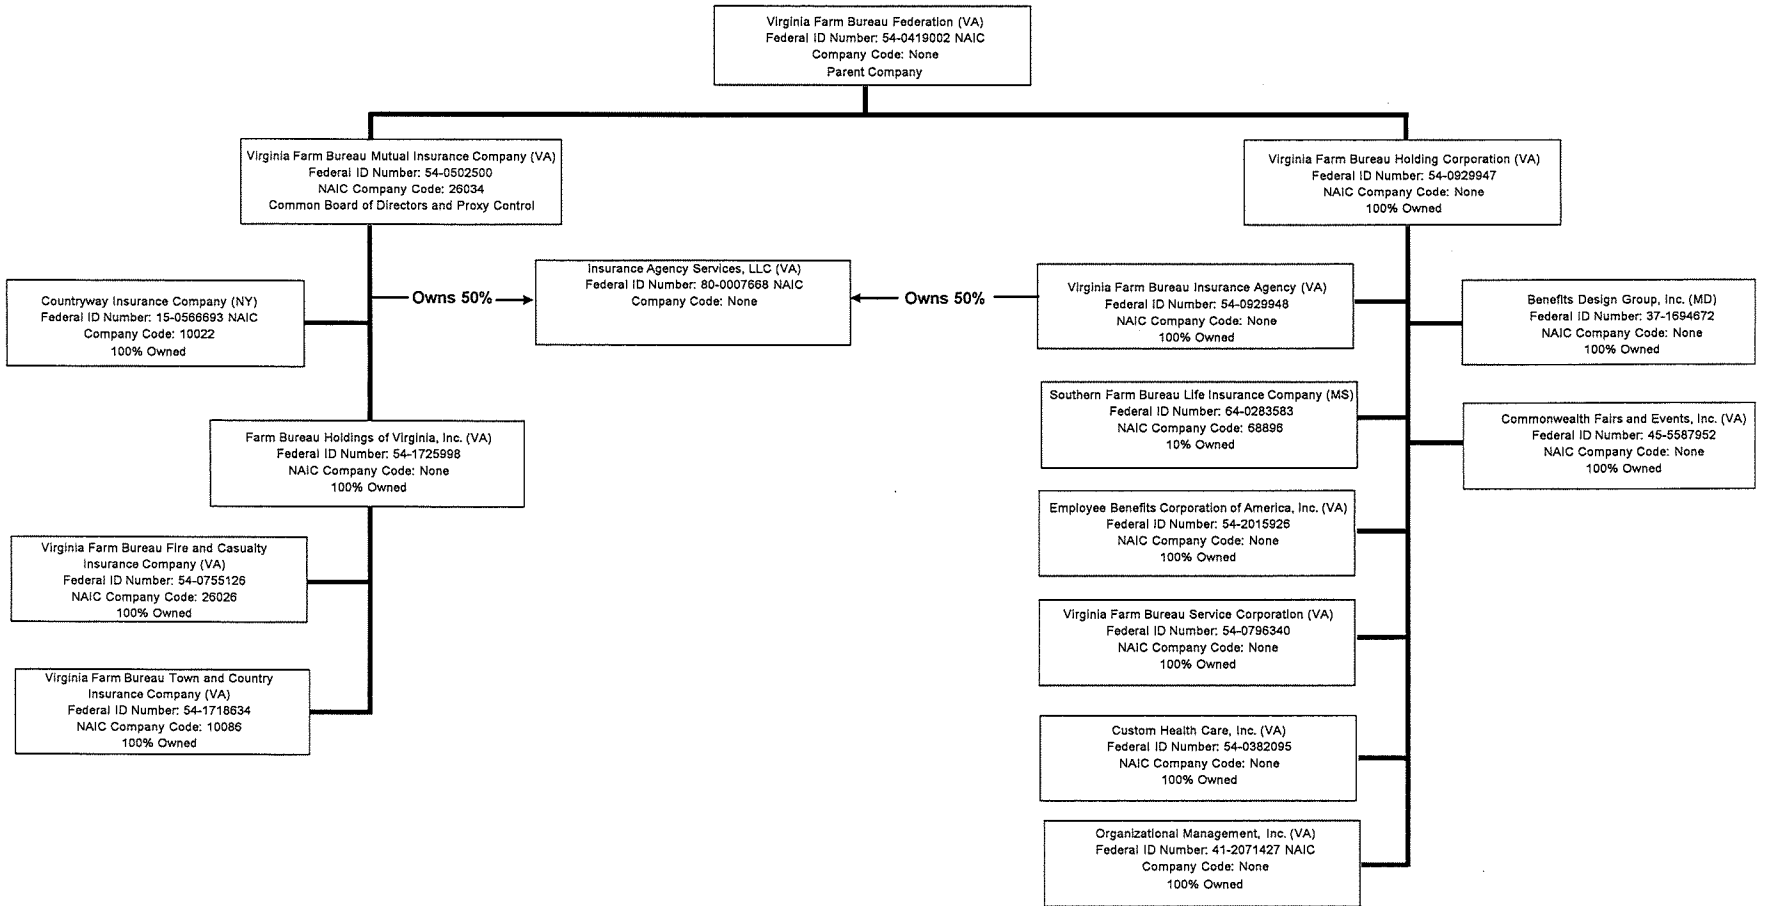 Virginia Farm Bureau Federation (VA)
Federal ID Number: 54-0419002 NAIC
Company Code: None
Parent Company
Virginia Farm Bureau Mutual Insurance Company (VA)
Federal ID Number: 54-0502500
NAIC Company Code: 26034
Common Board of Directors and Proxy Control
Virginia Farm Bureau Holding Corporation (VA)
Federal ID Number: 54-0929947
NAIC Company Code: None
100% Owned
Countryway Insurance Company (NY)
Federal ID Number: 15-0566693 NAIC
Company Code: 10022
100% Owned
Owns 50%
Insurance Agency Services, LLC (VA)
Federal ID Number: 80-0007668 NAIC
Company Code: None
Owns 50%
Virginia Farm Bureau Insurance Agency (VA)
Federal ID Number: 54-0929948
NAIC Company Code: None
100% Owned
Benefits Design Group, Inc. (MD)
Federal ID Number: 37-1694672
NAIC Company Code: None
100% Owned
Southern Farm Bureau Life Insurance Company (MS)
Federal ID Number: 64-0283583
NAIC Company Code: 68896
10% Owned
Commonwealth Fairs and Events, Inc. (VA)
Federal ID Number: 45-5587952
NAIC Company Code: None
100% Owned
Farm Bureau Holdings of Virginia, Inc. (VA)
Federal ID Number: 54-1725998
NAIC Company Code: None
100% Owned
Employee Benefits Corporation of America, Inc. (VA)
Federal ID Number: 54-2015926
NAIC Company Code: None
100% Owned
Virginia Farm Bureau Fire and Casualty
Insurance Company (VA)
Federal ID Number: 54-0755126
NAIC Company Code: 26026
100% Owned
Virginia Farm Bureau Service Corporation (VA)
Federal ID Number: 54-0796340
NAIC Company Code: None
100% Owned
Virginia Farm Bureau Town and Country
Insurance Company (VA)
Federal ID Number: 54-1718634
NAIC Company Code: 10086
100% Owned
Custom Health Care, Inc. (VA)
Federal ID Number: 54-0382095
NAIC Company Code: None
100% Owned
Organizational Management, Inc. (VA)
Federal ID Number: 41-2071427 NAIC
Company Code: None
100% Owned